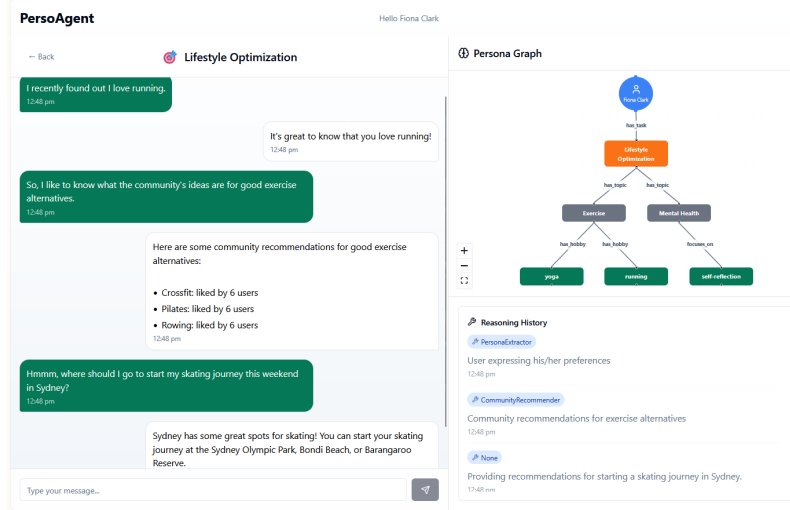 PersoAgent
Hello Fiona Clark
← Back
Lifestyle Optimization
I recently found out I love running.
12:48 pm
It's great to know that you love running!
12:48 pm
So, I like to know what the community's ideas are for good exercise
alternatives.
12:48 pm
Here are some community recommendations for good exercise
alternatives:
• Crossfit: liked by 6 users
• Pilates: liked by 6 users
• Rowing: liked by 6 users
12:48 pm
Hmmm, where should I go to start my skating journey this weekend
in Sydney?
12:48 pm
Sydney has some great spots for skating! You can start your skating
journey at the Sydney Olympic Park, Bondi Beach, or Barangaroo
Reserve.
Type your message...
Persona Graph
Fiona Clark
has_task
Lifestyle
Optimization
has_topic
has_topic
Exercise
Mental Health
has_hobby
has_hobby
focuses_on
yoga
running
self-reflection
Reasoning History
PersonaExtractor
User expressing his/her preferences
12:48 pm
CommunityRecommender
Community recommendations for exercise alternatives
12:48 pm
None
Providing recommendations for starting a skating journey in Sydney.
12:48 pm